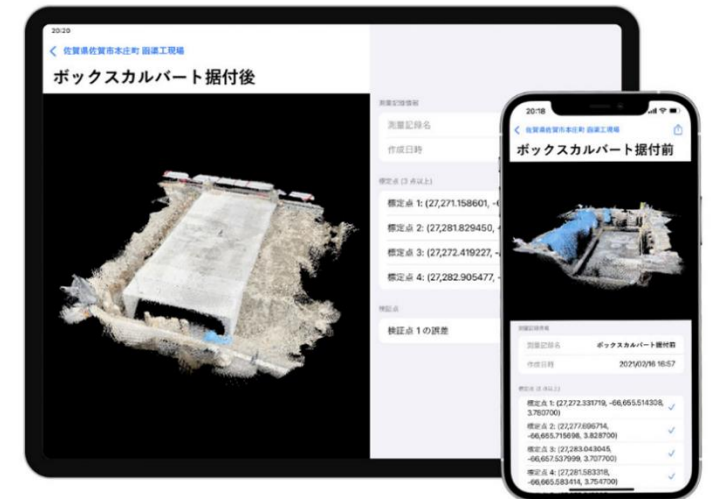 20:20
佐賀県佐賀市本庄町 函渠工現場
ボックスカルバート据付後
測量記録情報
測量記録名
作成日時
標定点 (3 点以上)
標定点 1: (27,271.158601, -6
標定点 2: (27,281.829450, -
標定点 3: (27,272.419227, -
標定点 4: (27,282.905477, -
検証点
検証点 1 の誤差
20:18
佐賀県佐賀市本庄町 函渠工現場
ボックスカルバート据付前
測量記録情報
測量記録名 ボックスカルバート据付前
作成日時 2021/02/16 16:57
標定点 (3 点以上)
標定点 1: (27,272.331719, -66,655.514308,
3.760700)
標定点 2: (27,277.696714,
-66,655.715698, 3.828700)
標定点 3: (27,283.043045,
-66,657.537999, 3.707700)
標定点 4: (27,281.583318,
-66,665.583414, 3.754700)